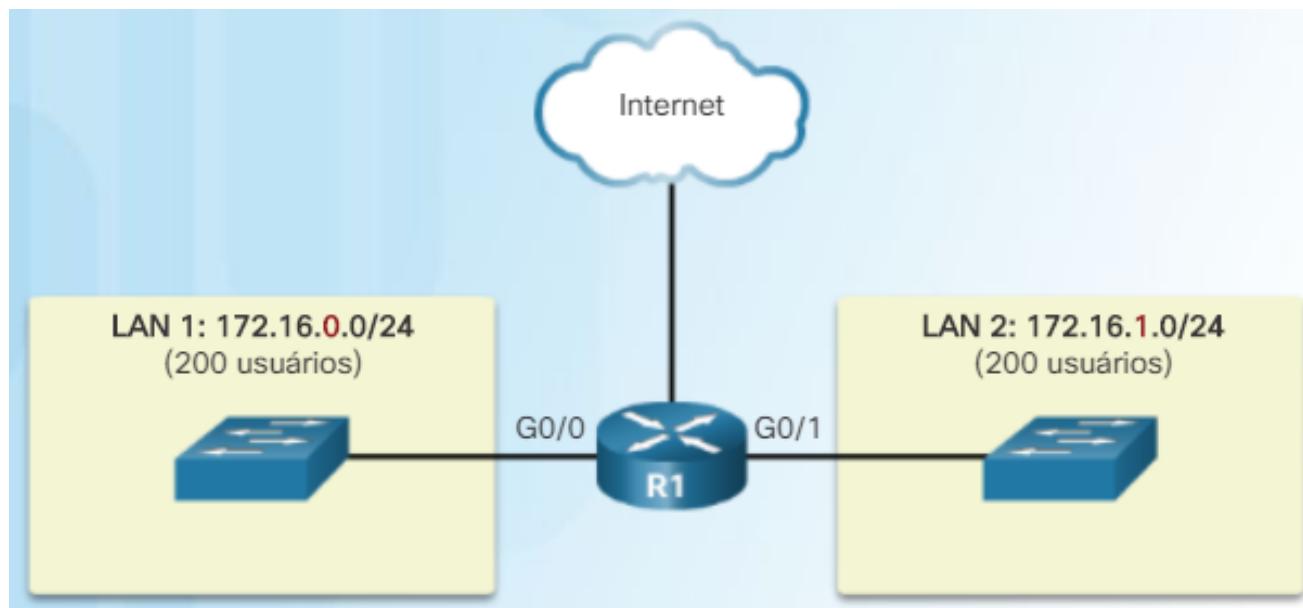 Internet
LAN 1: 172.16.0.0/24
(200 usuários)
LAN 2: 172.16.1.0/24
(200 usuários)
G0/0
G0/1
R1